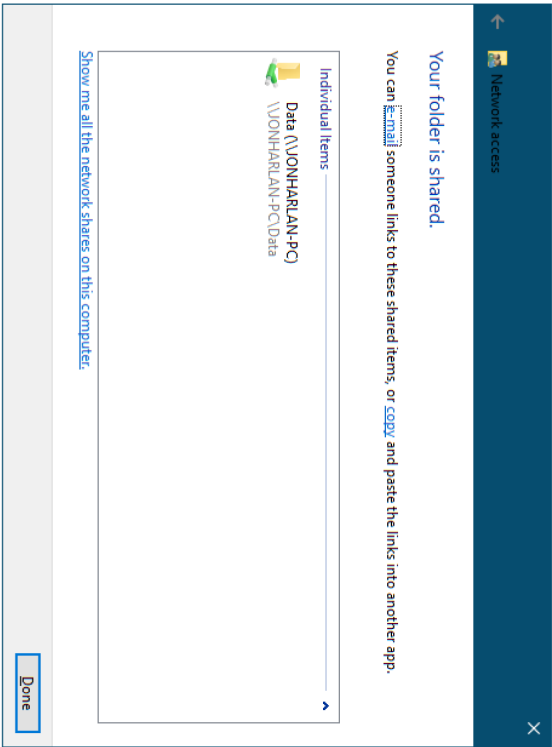 Network access
Your folder is shared.
You can e-mail someone links to these shared items, or copy and paste the links into another app.
Individual Items
Data (\\JONHARLAN-PC)
\\JONHARLAN-PC\Data
Show me all the network shares on this computer.
Done